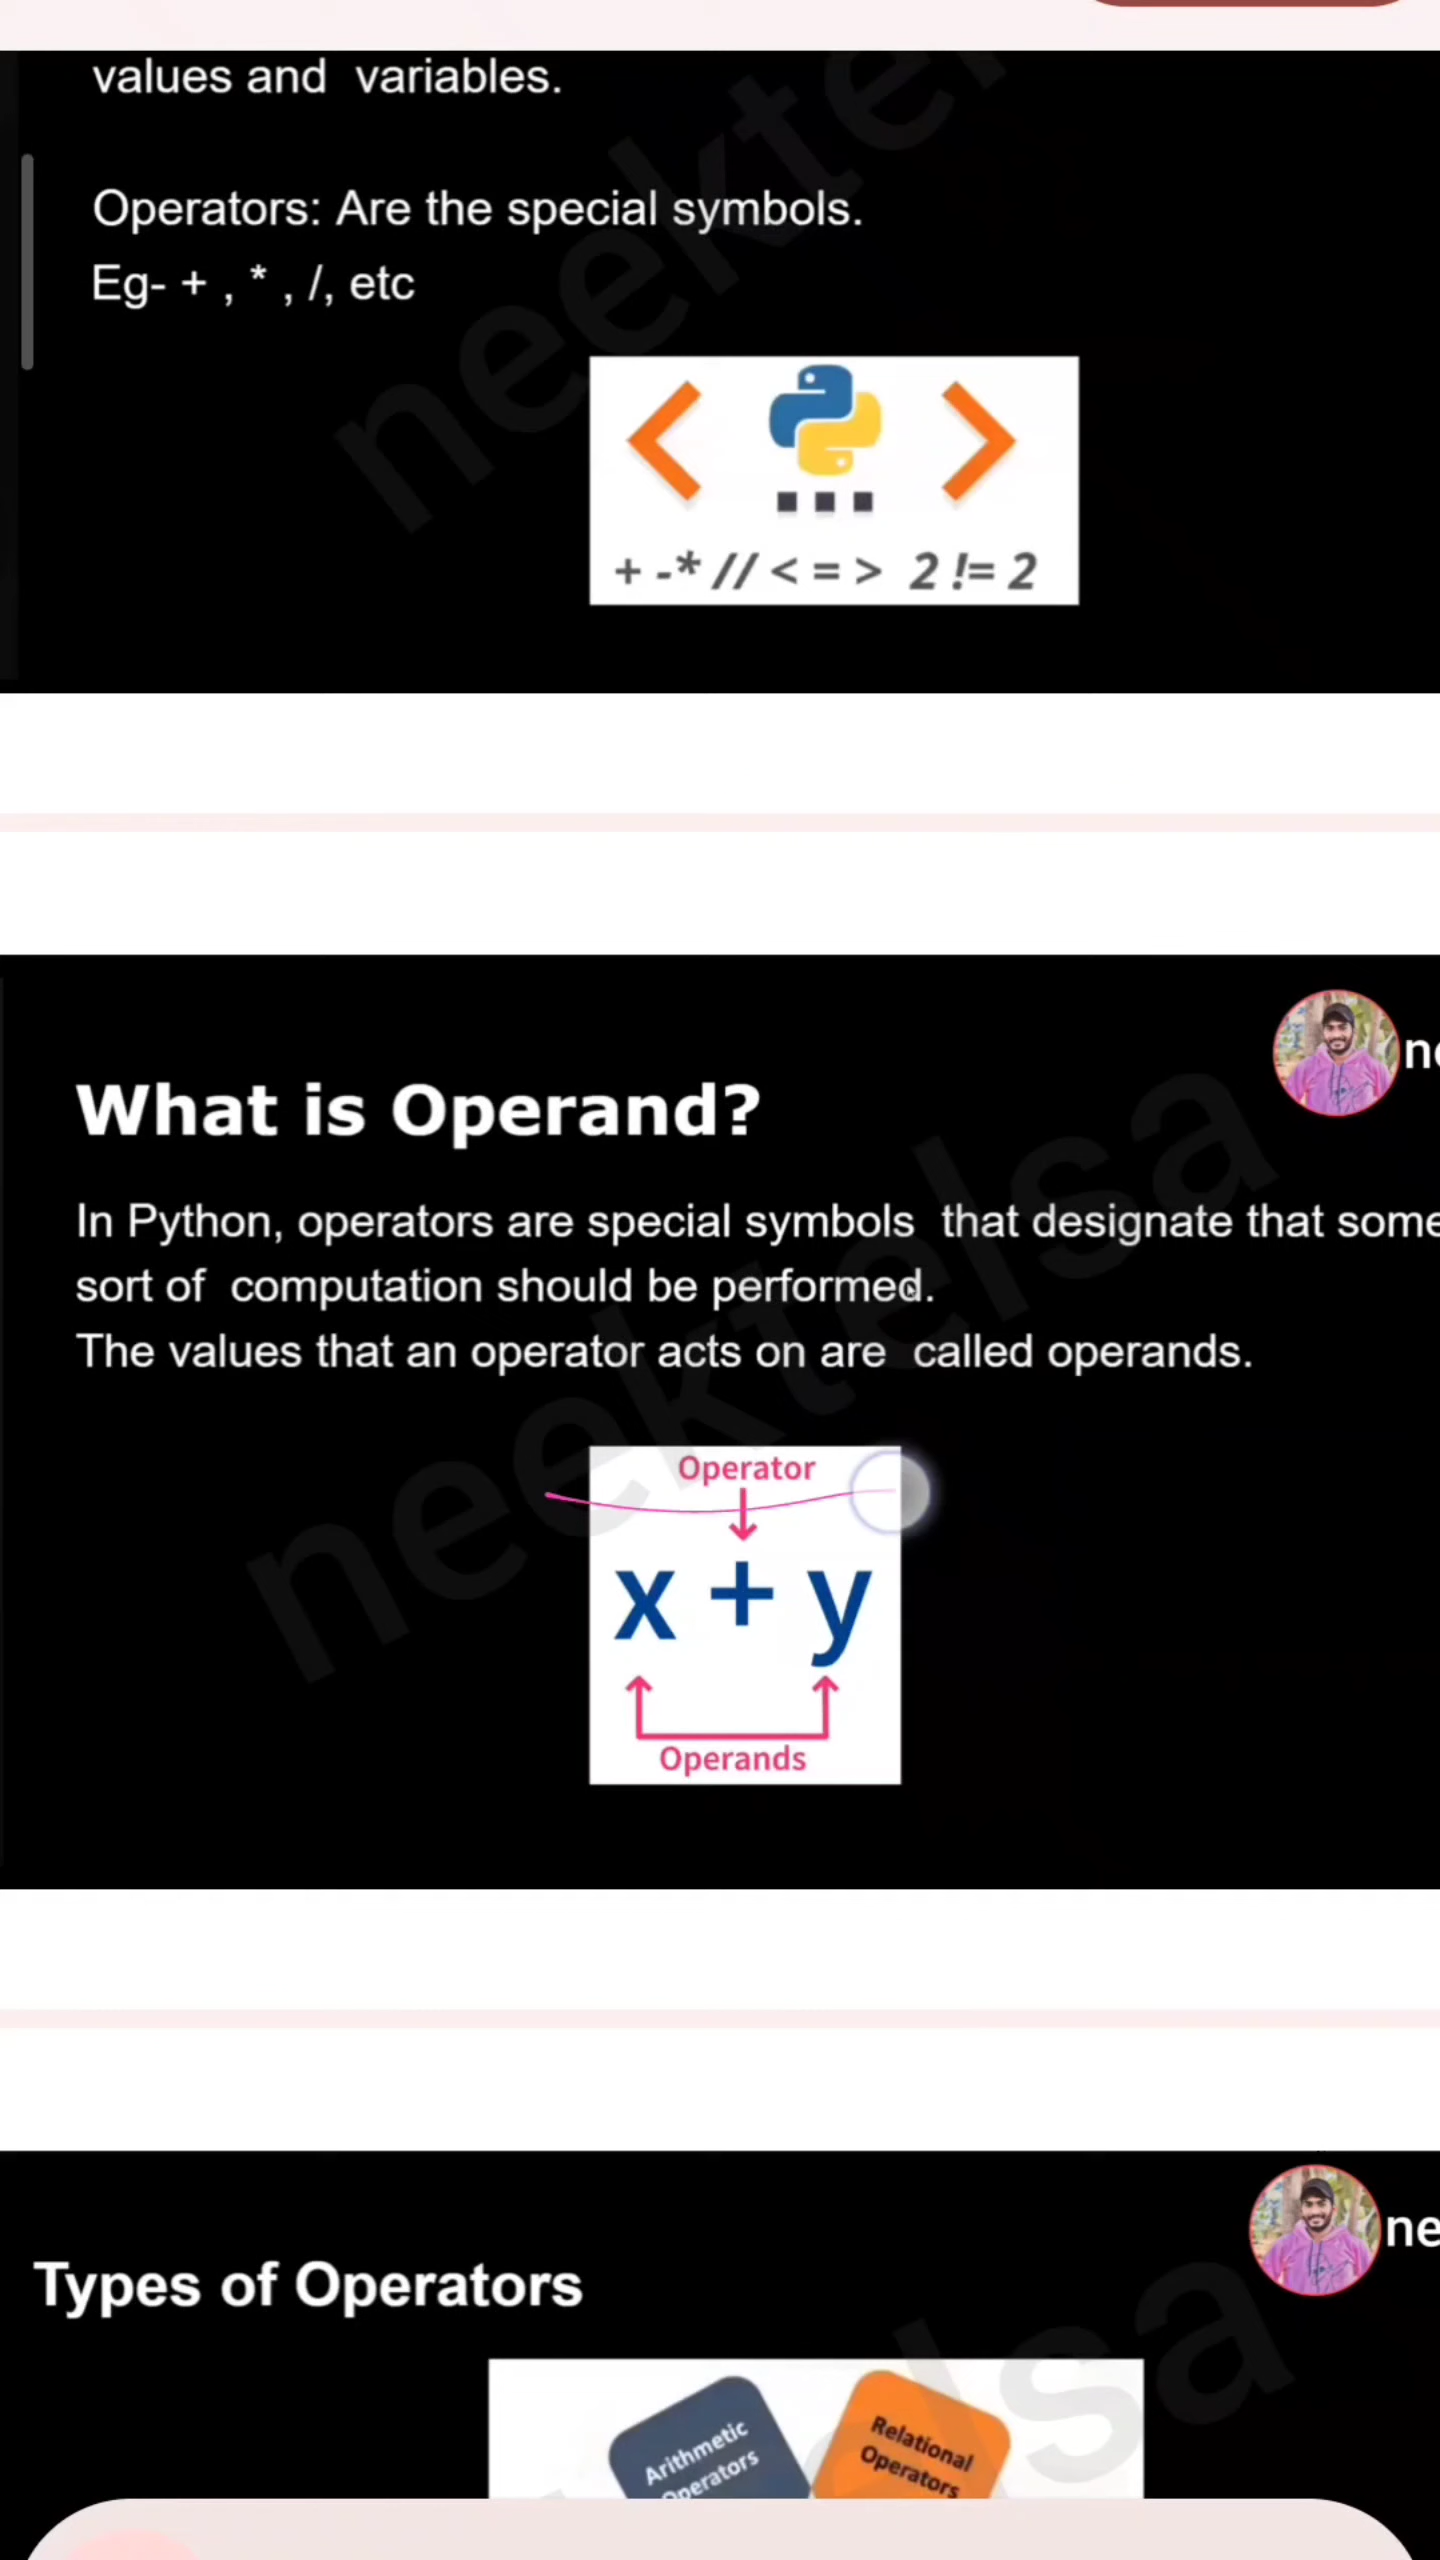 values and variables.
Operators: Are the special symbols.
Eg- + , * , /, etc
+ -* // < = > 2 != 2
What is Operand?
In Python, operators are special symbols that designate that some
sort of computation should be performed.
The values that an operator acts on are called operands.
Operator
x + y
Operands
Types of Operators
Arithmetic
Operators
Relational
Operators
neektelsa